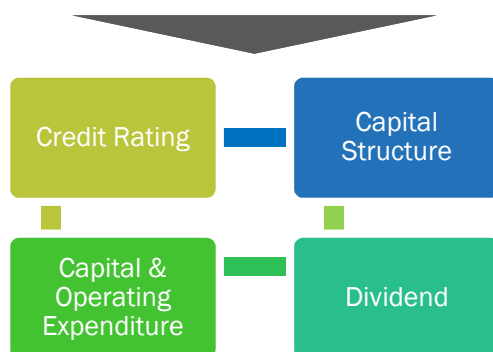 Credit Rating
Capital
Structure
Capital &
Operating
Expenditure
Dividend